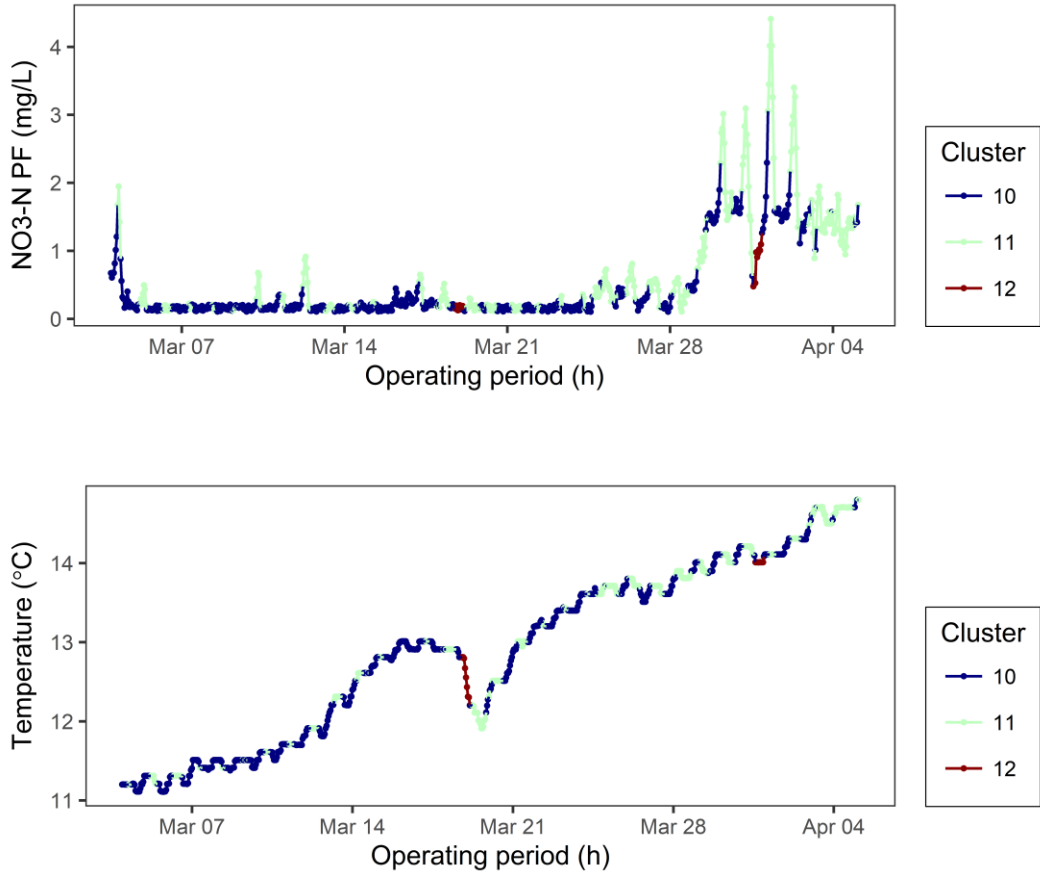 NO3-N PF (mg/L)
4
3
2
1
0
Mar 07 Mar 14 Mar 21 Mar 28 Apr 04
Operating period (h)
Cluster
10
11
12
Temperature (°C)
14
13
12
11
Mar 07 Mar 14 Mar 21 Mar 28 Apr 04
Operating period (h)
Cluster
10
11
12